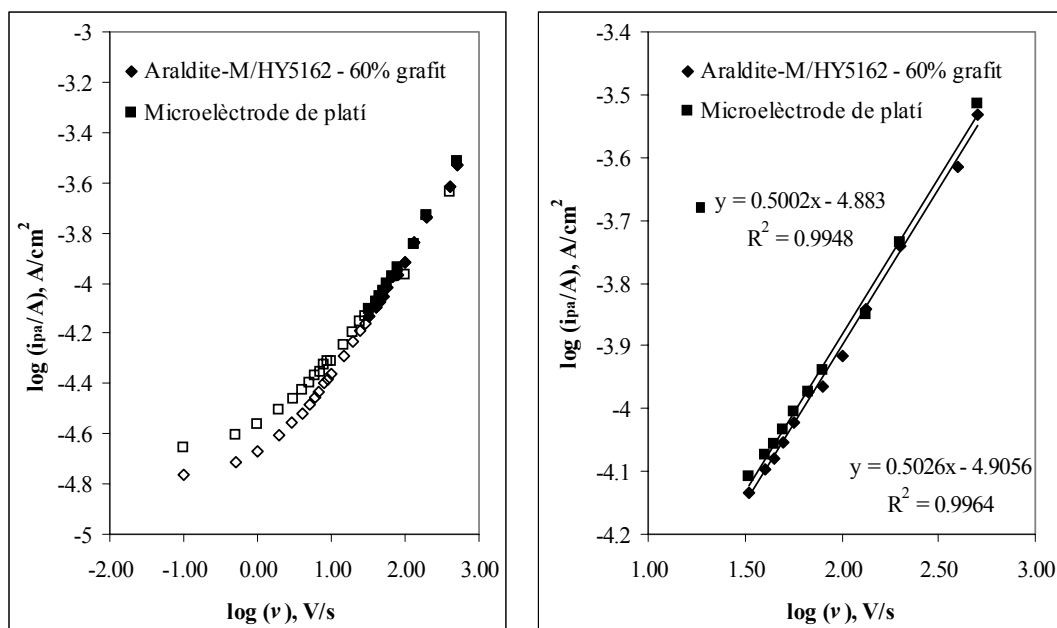 -3
-3.2
-3.4
-3.6
-3.8
-4
-4.2
-4.4
-4.6
-4.8
-5
log (ipa/A), A/cm2
Araldite-M/HY5162 - 60% grafit
Microelèctrode de platí
-2.00 -1.00 0.00 1.00 2.00 3.00
log (ν), V/s
-3.4
-3.5
-3.6
-3.7
-3.8
-3.9
-4
-4.1
-4.2
log (ipa/A), A/cm2
Araldite-M/HY5162 - 60% grafit
Microelèctrode de platí
y = 0.5002x - 4.883
R2 = 0.9948
y = 0.5026x - 4.9056
R2 = 0.9964
1.00 1.50 2.00 2.50 3.00
log (ν), V/s